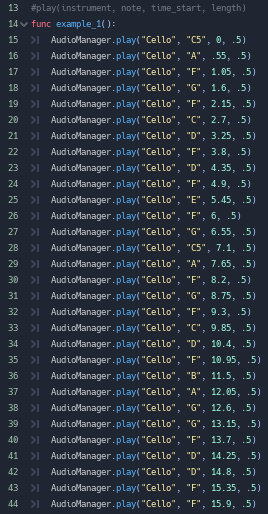 13 #play(instrument, note, time_start, length)
14 func example_1():
15 AudioManager.play("Cello", "C5", 0, .5)
16 AudioManager.play("Cello", "A", .55, .5)
17 AudioManager.play("Cello", "F", 1.05, .5)
18 AudioManager.play("Cello", "G", 1.6, .5)
19 AudioManager.play("Cello", "F", 2.15, .5)
20 AudioManager.play("Cello", "C", 2.7, .5)
21 AudioManager.play("Cello", "D", 3.25, .5)
22 AudioManager.play("Cello", "F", 3.8, .5)
23 AudioManager.play("Cello", "D", 4.35, .5)
24 AudioManager.play("Cello", "F", 4.9, .5)
25 AudioManager.play("Cello", "E", 5.45, .5)
26 AudioManager.play("Cello", "F", 6, .5)
27 AudioManager.play("Cello", "G", 6.55, .5)
28 AudioManager.play("Cello", "C5", 7.1, .5)
29 AudioManager.play("Cello", "A", 7.65, .5)
30 AudioManager.play("Cello", "F", 8.2, .5)
31 AudioManager.play("Cello", "G", 8.75, .5)
32 AudioManager.play("Cello", "F", 9.3, .5)
33 AudioManager.play("Cello", "C", 9.85, .5)
34 AudioManager.play("Cello", "D", 10.4, .5)
35 AudioManager.play("Cello", "F", 10.95, .5)
36 AudioManager.play("Cello", "B", 11.5, .5)
37 AudioManager.play("Cello", "A", 12.05, .5)
38 AudioManager.play("Cello", "G", 12.6, .5)
39 AudioManager.play("Cello", "G", 13.15, .5)
40 AudioManager.play("Cello", "F", 13.7, .5)
41 AudioManager.play("Cello", "D", 14.25, .5)
42 AudioManager.play("Cello", "D", 14.8, .5)
43 AudioManager.play("Cello", "F", 15.35, .5)
44 AudioManager.play("Cello", "F", 15.9, .5)